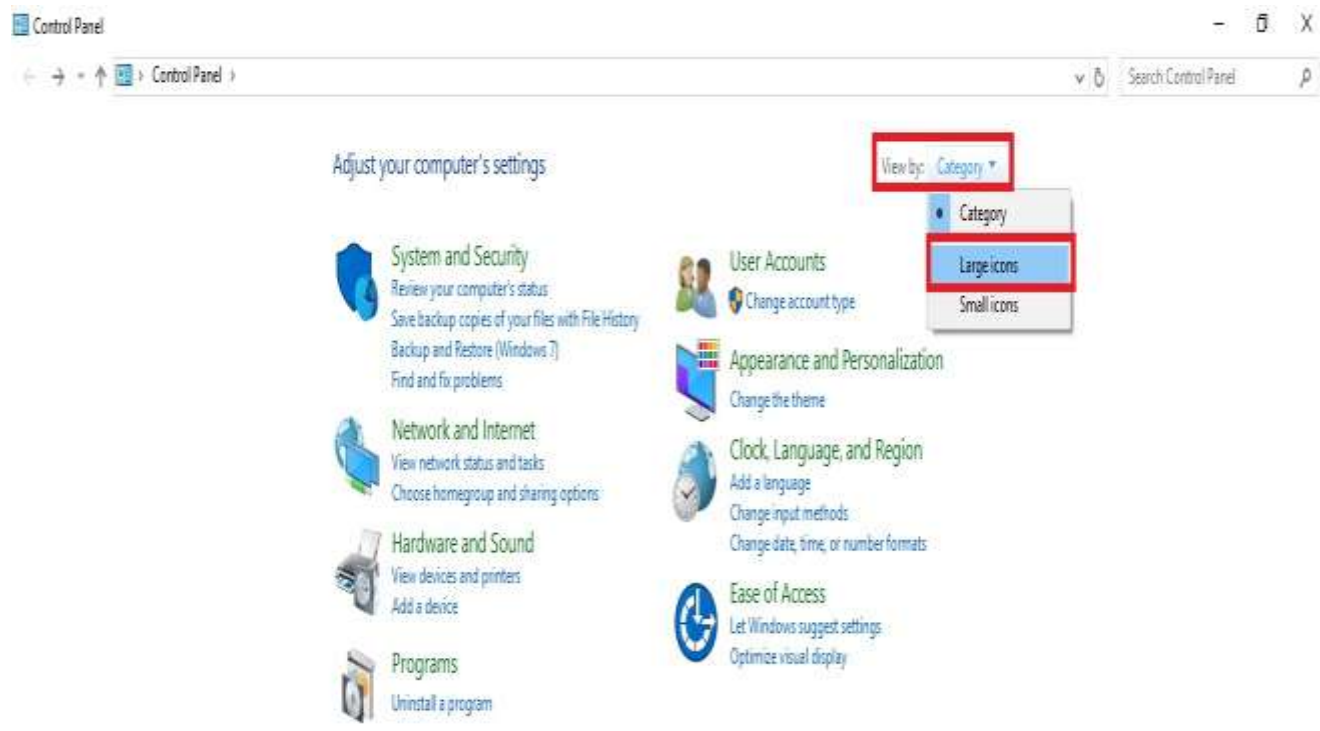 Control Panel
Control Panel
Search Control Panel
Adjust your computer's settings
View by: Category
Category
Large icons
Small icons
System and Security
Review your computer's status
Save backup copies of your files with File History
Backup and Restore (Windows 7)
Find and fix problems
Network and Internet
View network status and tasks
Choose homegroup and sharing options
Hardware and Sound
View devices and printers
Add a device
Programs
Uninstall a program
User Accounts
Change account type
Appearance and Personalization
Change the theme
Clock, Language, and Region
Add a language
Change input methods
Change date, time, or number formats
Ease of Access
Let Windows suggest settings
Optimize visual display